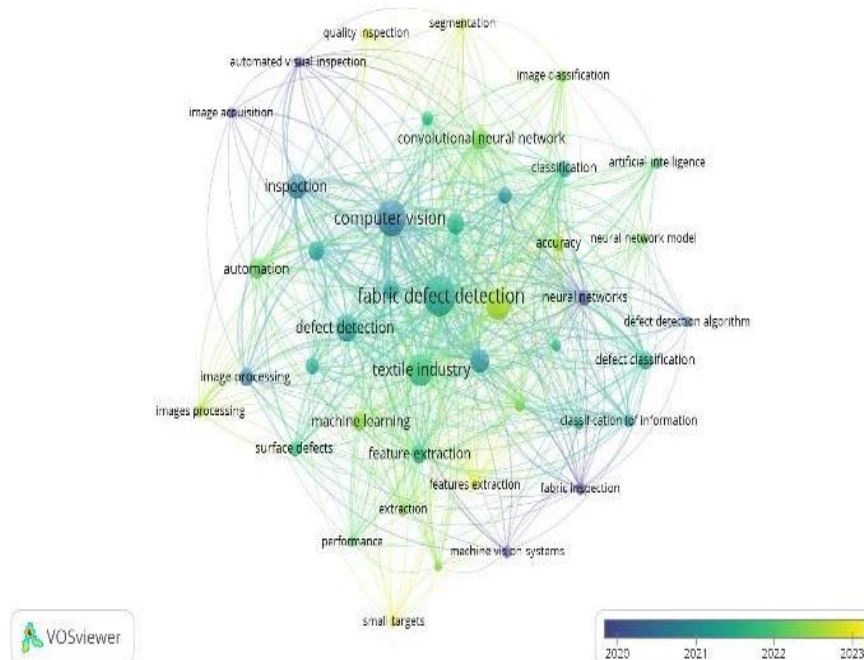 segmentation
quality inspection
automated visual inspection
image classification
image acquisition
convolutional neural network
artificial intelligence
classification
inspection
computer vision
accuracy
neural network model
automation
fabric defect detection
neural networks
defect detection
defect detection algorithm
defect classification
textile industry
image processing
images processing
machine learning
classification of information
surface defects
feature extraction
features extraction
fabric inspection
extraction
performance
machine vision systems
small targets
VOSviewer
2020 2021 2022 2023